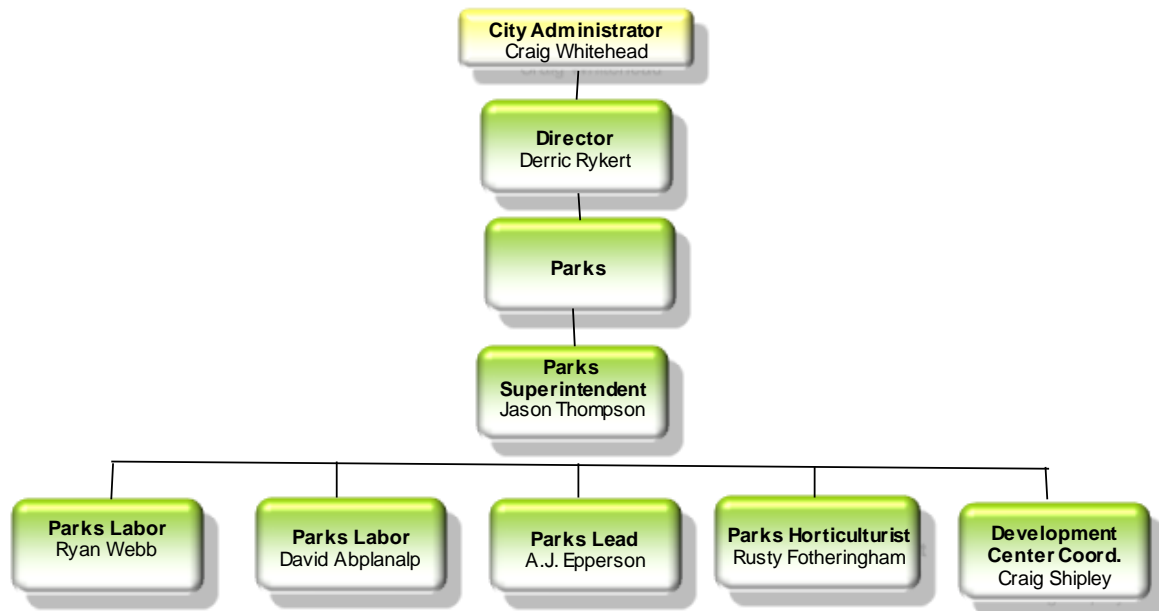 City Administrator
Craig Whitehead
Director
Derric Rykert
Parks
Parks
Superintendent
Jason Thompson
Parks Labor
Ryan Webb
Parks Labor
David Abplanalp
Parks Lead
A.J. Epperson
Parks Horticulturist
Rusty Fotheringham
Development
Center Coord.
Craig Shipley